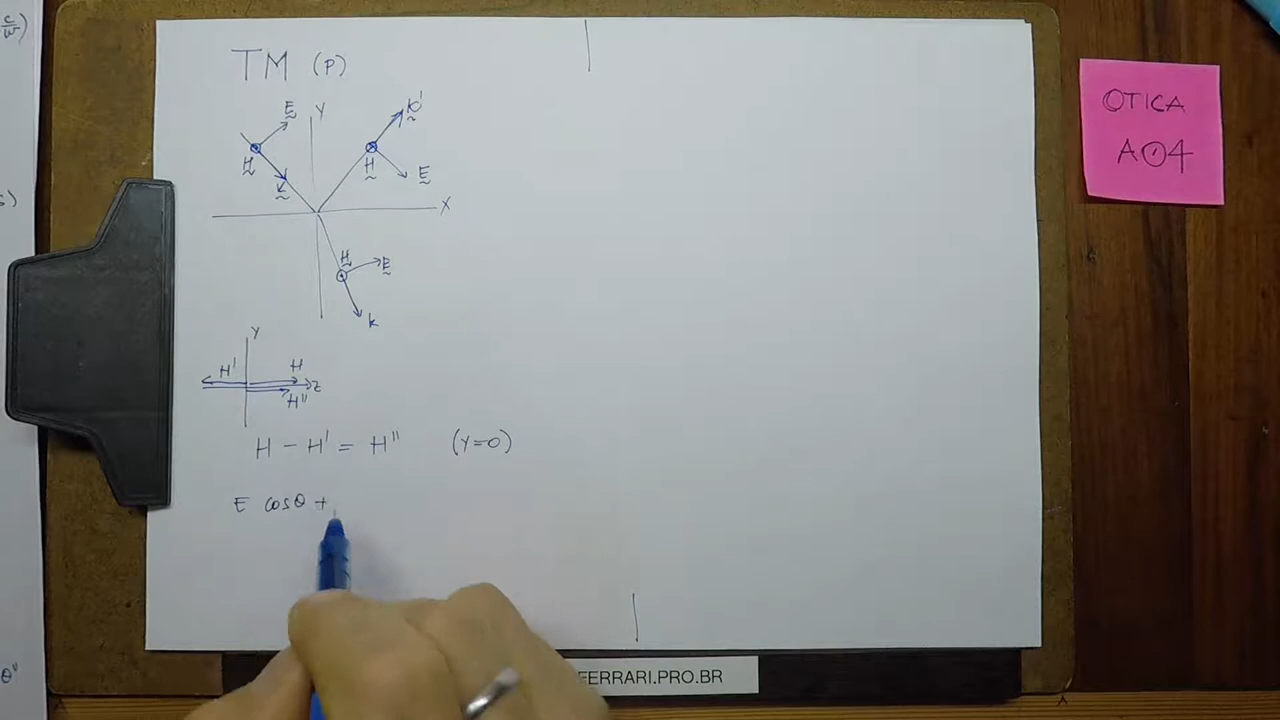 c/w)
s)
θ"
TM (P)
E
Y
k'
H
H
E
k
X
H
E
k
Y
H'
H
z
H"
H - H' = H" (Y=0)
E cosθ +
OTICA
A04
FERRARI.PRO.BR